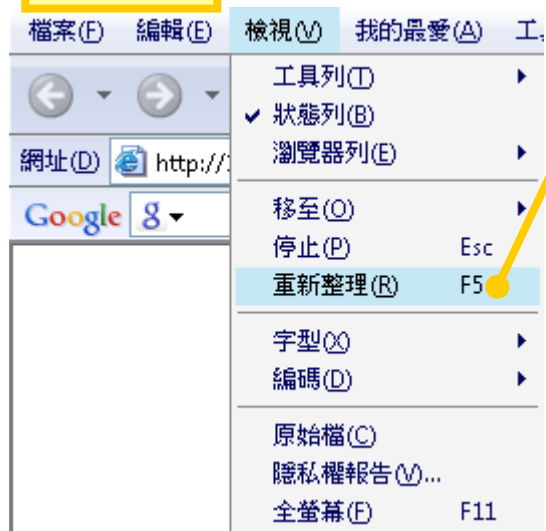 檔案(F) 編輯(E) 檢視(V) 我的最愛(A) 工
工具列(T)
狀態列(B)
網址(D) http://
瀏覽器列(E)
Google
移至(O)
停止(P) Esc
重新整理(R) F5
字型(X)
編碼(D)
原始檔(C)
隱私權報告(V)...
全螢幕(F) F11